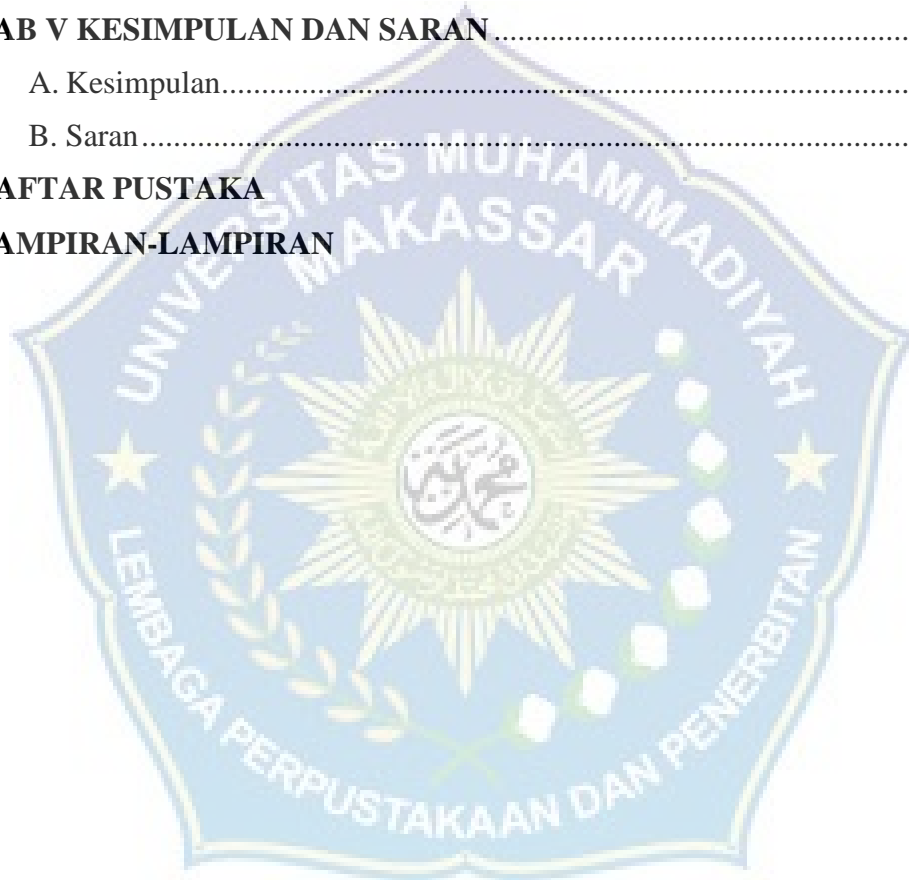 AB V KESIMPULAN DAN SARAN........................................................
A. Kesimpulan.....................................................................................
B. Saran...............................................................................................
AFTAR PUSTAKA
AMPIRAN-LAMPIRAN
UNIVERSITAS MUHAMMADIYAH
MAKASSAR
LEMBAGA PERPUSTAKAAN DAN PENERBITAN